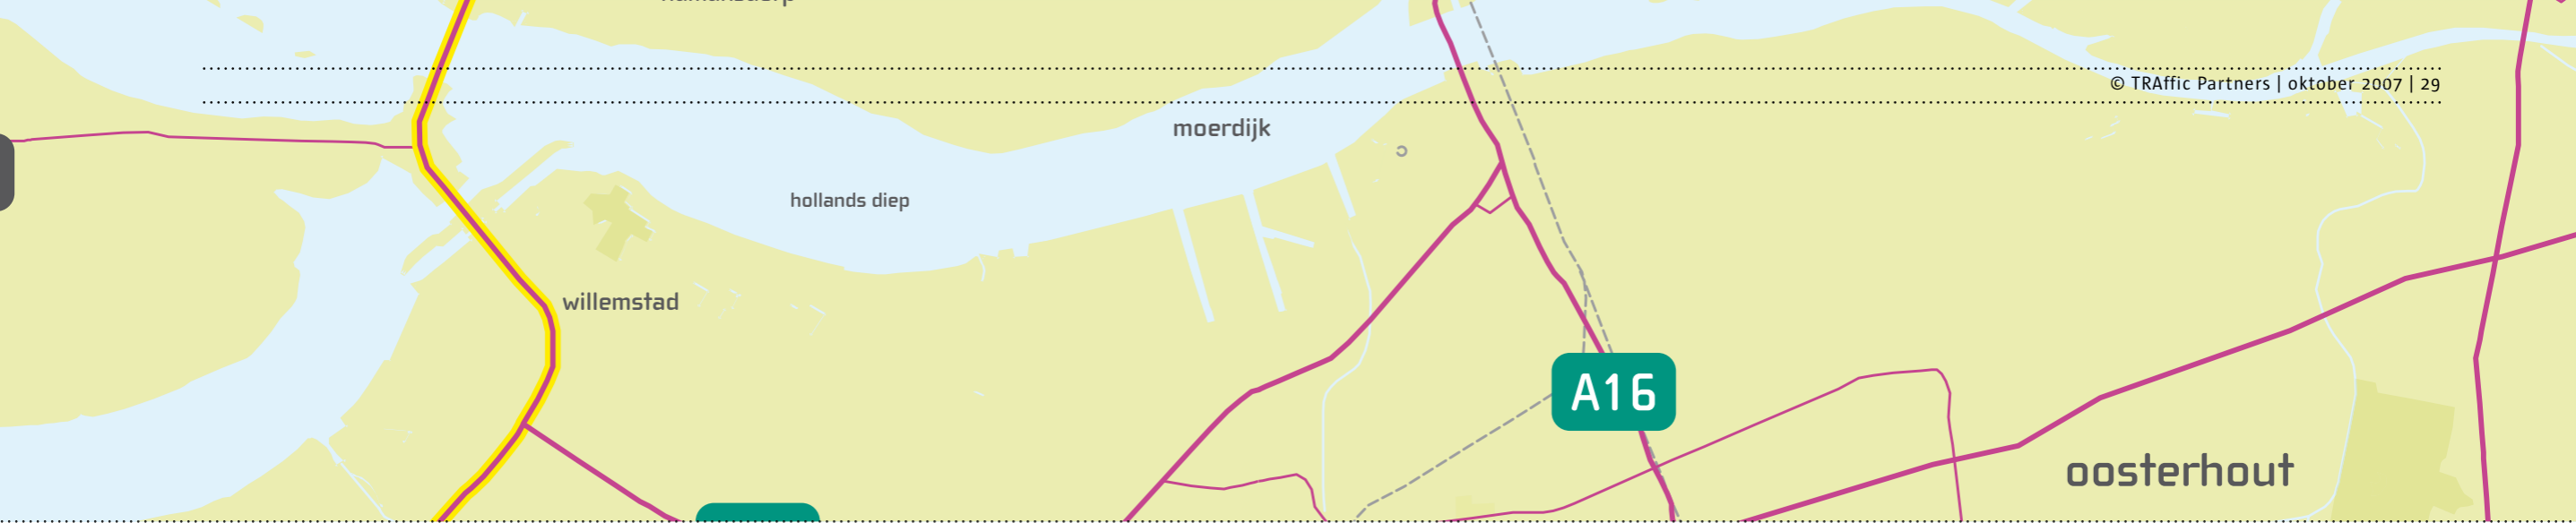 © TRAffic Partners | oktober 2007 | 29
moerdijk
hollands diep
willemstad
A16
oosterhout